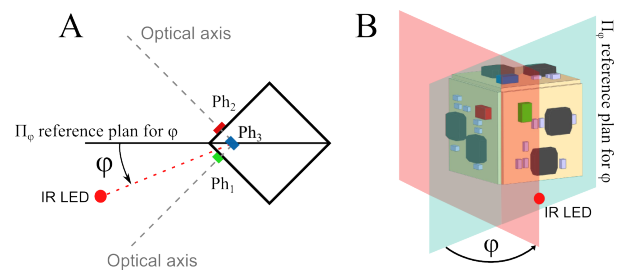 A
Optical axis
Ph2
Πφ reference plan for φ
Ph3
φ
IR LED
Ph1
Optical axis
B
Πφ reference plan for φ
IR LED
φ